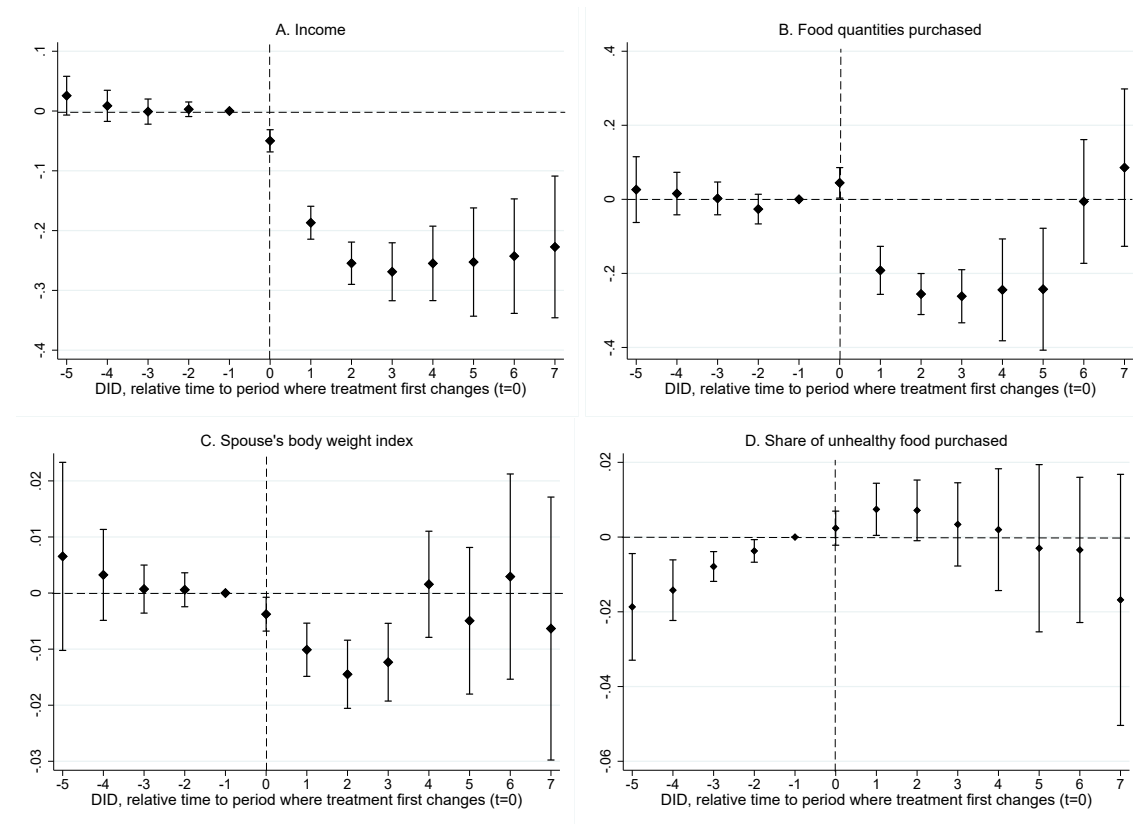 A. Income
.1
0
-.1
-.2
-.3
-.4
-5 -4 -3 -2 -1 0 1 2 3 4 5 6 7
DID, relative time to period where treatment first changes (t=0)
B. Food quantities purchased
.4
.2
0
-.2
-.4
-5 -4 -3 -2 -1 0 1 2 3 4 5 6 7
DID, relative time to period where treatment first changes (t=0)
C. Spouse's body weight index
.02
.01
0
-.01
-.02
-.03
-5 -4 -3 -2 -1 0 1 2 3 4 5 6 7
DID, relative time to period where treatment first changes (t=0)
D. Share of unhealthy food purchased
.02
0
-.02
-.04
-.06
-5 -4 -3 -2 -1 0 1 2 3 4 5 6 7
DID, relative time to period where treatment first changes (t=0)